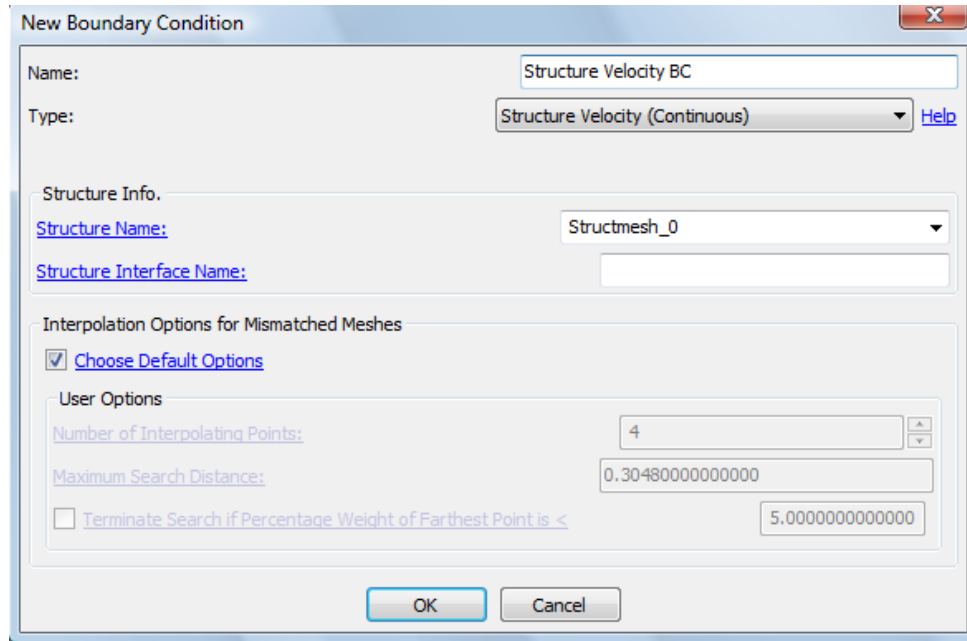 New Boundary Condition
Name: Structure Velocity BC
Type: Structure Velocity (Continuous) Help
Structure Info.
Structure Name: Structmesh_0
Structure Interface Name:
Interpolation Options for Mismatched Meshes
Choose Default Options
User Options
Number of Interpolating Points: 4
Maximum Search Distance: 0.30480000000000
Terminate Search if Percentage Weight of Farthest Point is < 5.0000000000000
OK Cancel